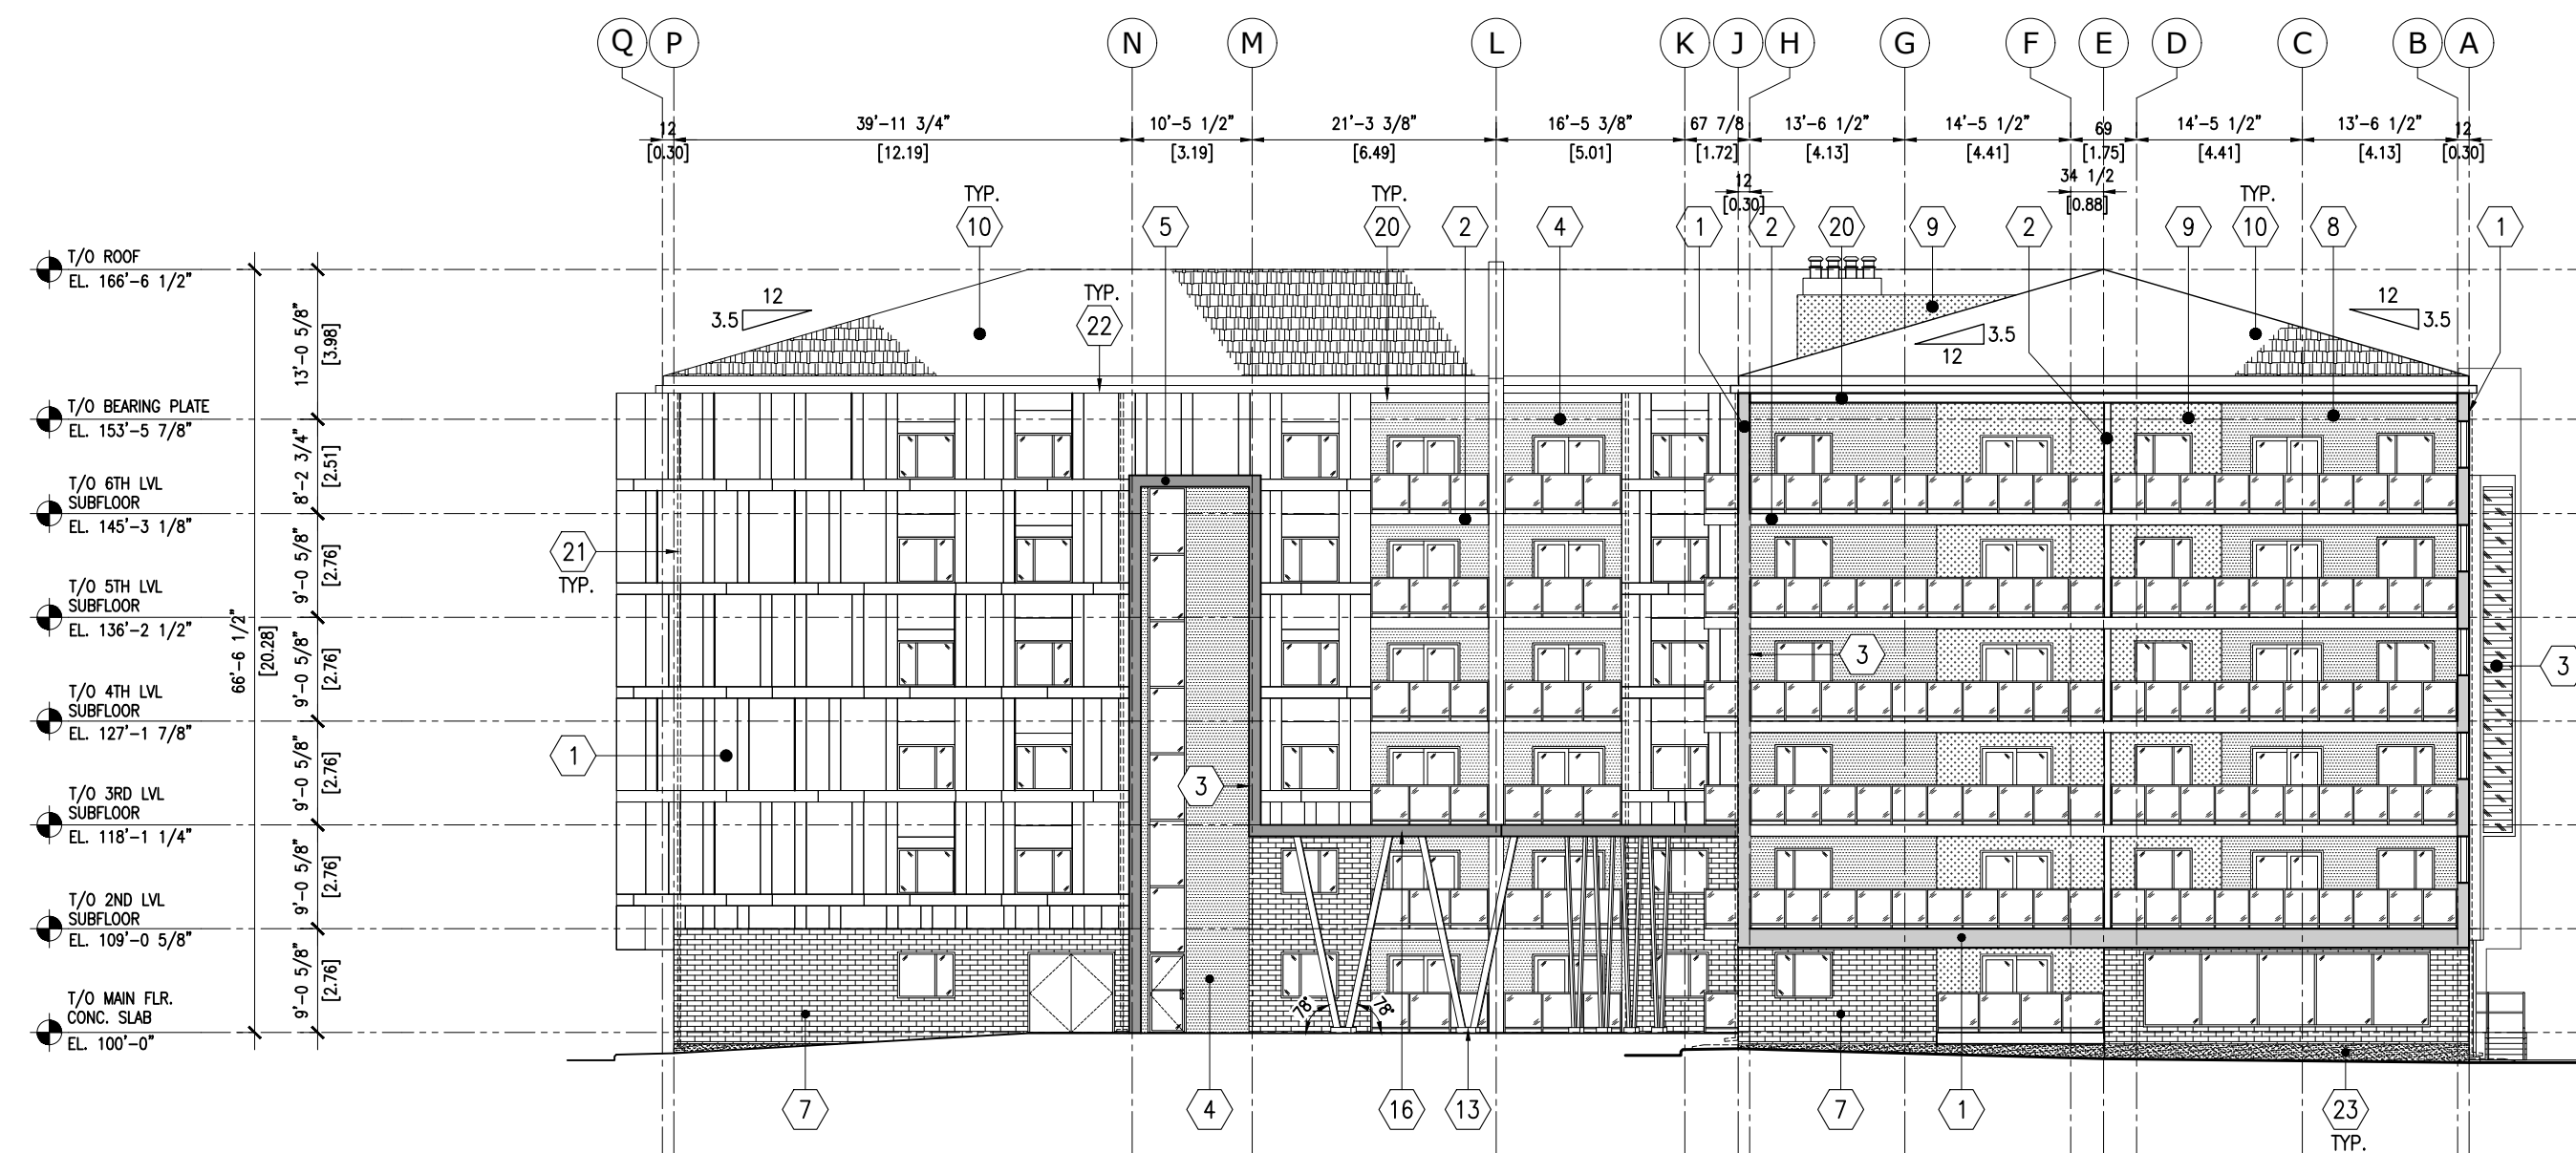 Q P N M L K J H G F E D C B A
12 39'-11 3/4" 10'-5 1/2" 21'-3 3/8" 16'-5 3/8" 67 7/8 13'-6 1/2" 14'-5 1/2" 69 14'-5 1/2" 13'-6 1/2" 12
[0.30] [12.19] [3.19] [6.49] [5.01] [1.72] [4.13] [4.41] [1.75] [4.41] [4.13] [0.30]
12 34 1/2
[0.30] [0.88]
TYP. TYP. TYP.
10 5 20 2 4 1 2 20 9 2 9 10 8 1
T/O ROOF
EL. 166'-6 1/2"
12
3.5
TYP.
22
3.5
12
12
3.5
13'-0 5/8"
[3.98]
T/O BEARING PLATE
EL. 153'-5 7/8"
8'-2 3/4"
[2.51]
T/O 6TH LVL
SUBFLOOR
EL. 145'-3 1/8"
9'-0 5/8"
[2.76]
21
TYP.
T/O 5TH LVL
SUBFLOOR
EL. 136'-2 1/2"
66'-6 1/2"
[20.28]
9'-0 5/8"
[2.76]
3 3
T/O 4TH LVL
SUBFLOOR
EL. 127'-1 7/8"
9'-0 5/8"
[2.76]
1 3
T/O 3RD LVL
SUBFLOOR
EL. 118'-1 1/4"
9'-0 5/8"
[2.76]
T/O 2ND LVL
SUBFLOOR
EL. 109'-0 5/8"
9'-0 5/8"
[2.76]
T/O MAIN FLR.
CONC. SLAB
EL. 100'-0"
78° 78°
7 4 16 13 7 1 23
TYP.